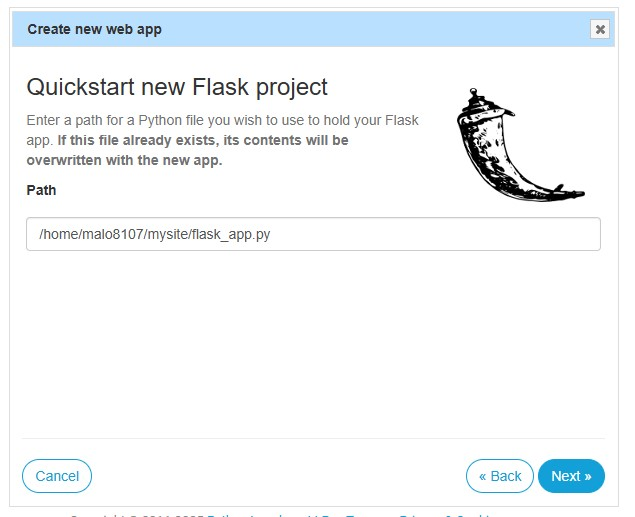 Create new web app
Quickstart new Flask project
Enter a path for a Python file you wish to use to hold your Flask
app. If this file already exists, its contents will be
overwritten with the new app.
Path
/home/malo8107/mysite/flask_app.py
Cancel
« Back
Next »